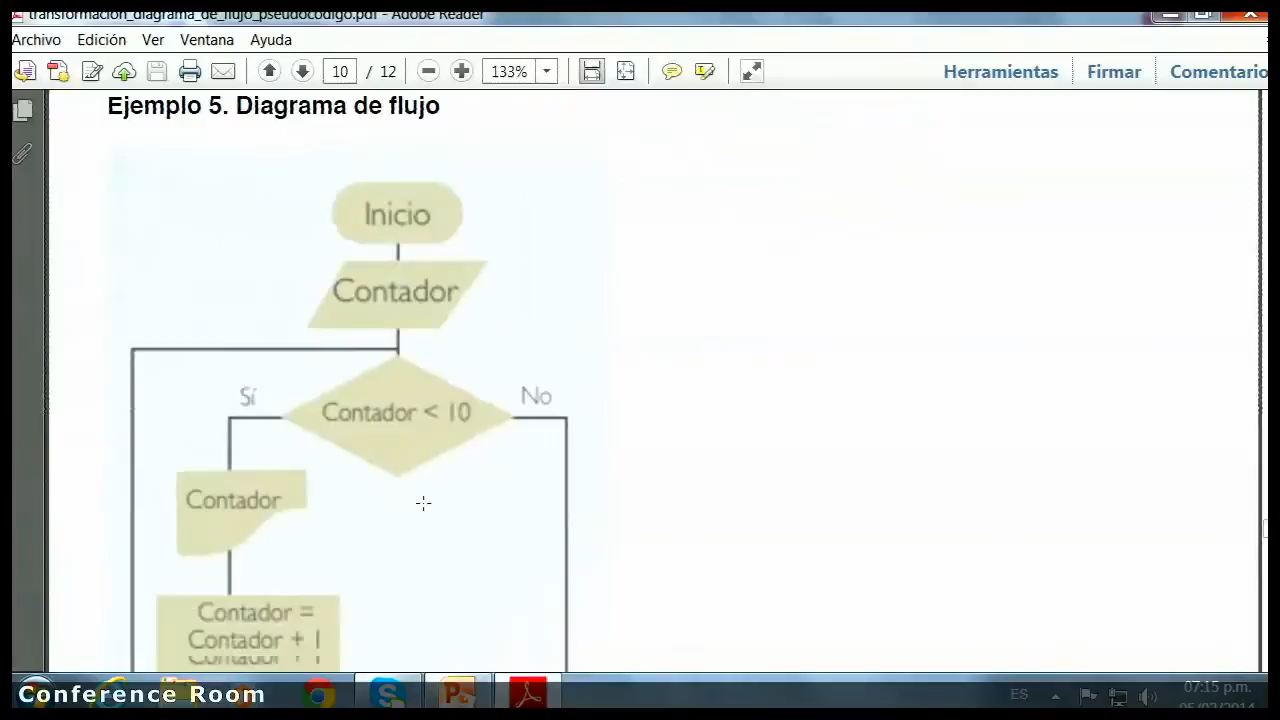 transformación_diagrama_de_flujo_pseudocodigo.pdf - Adobe Reader
Archivo Edición Ver Ventana Ayuda
10 / 12 133% Herramientas Firmar Comentario
Ejemplo 5. Diagrama de flujo
Inicio
Contador
Sí No
Contador < 10
Contador
Contador =
Contador + 1
Conference Room
ES 07:15 p.m.